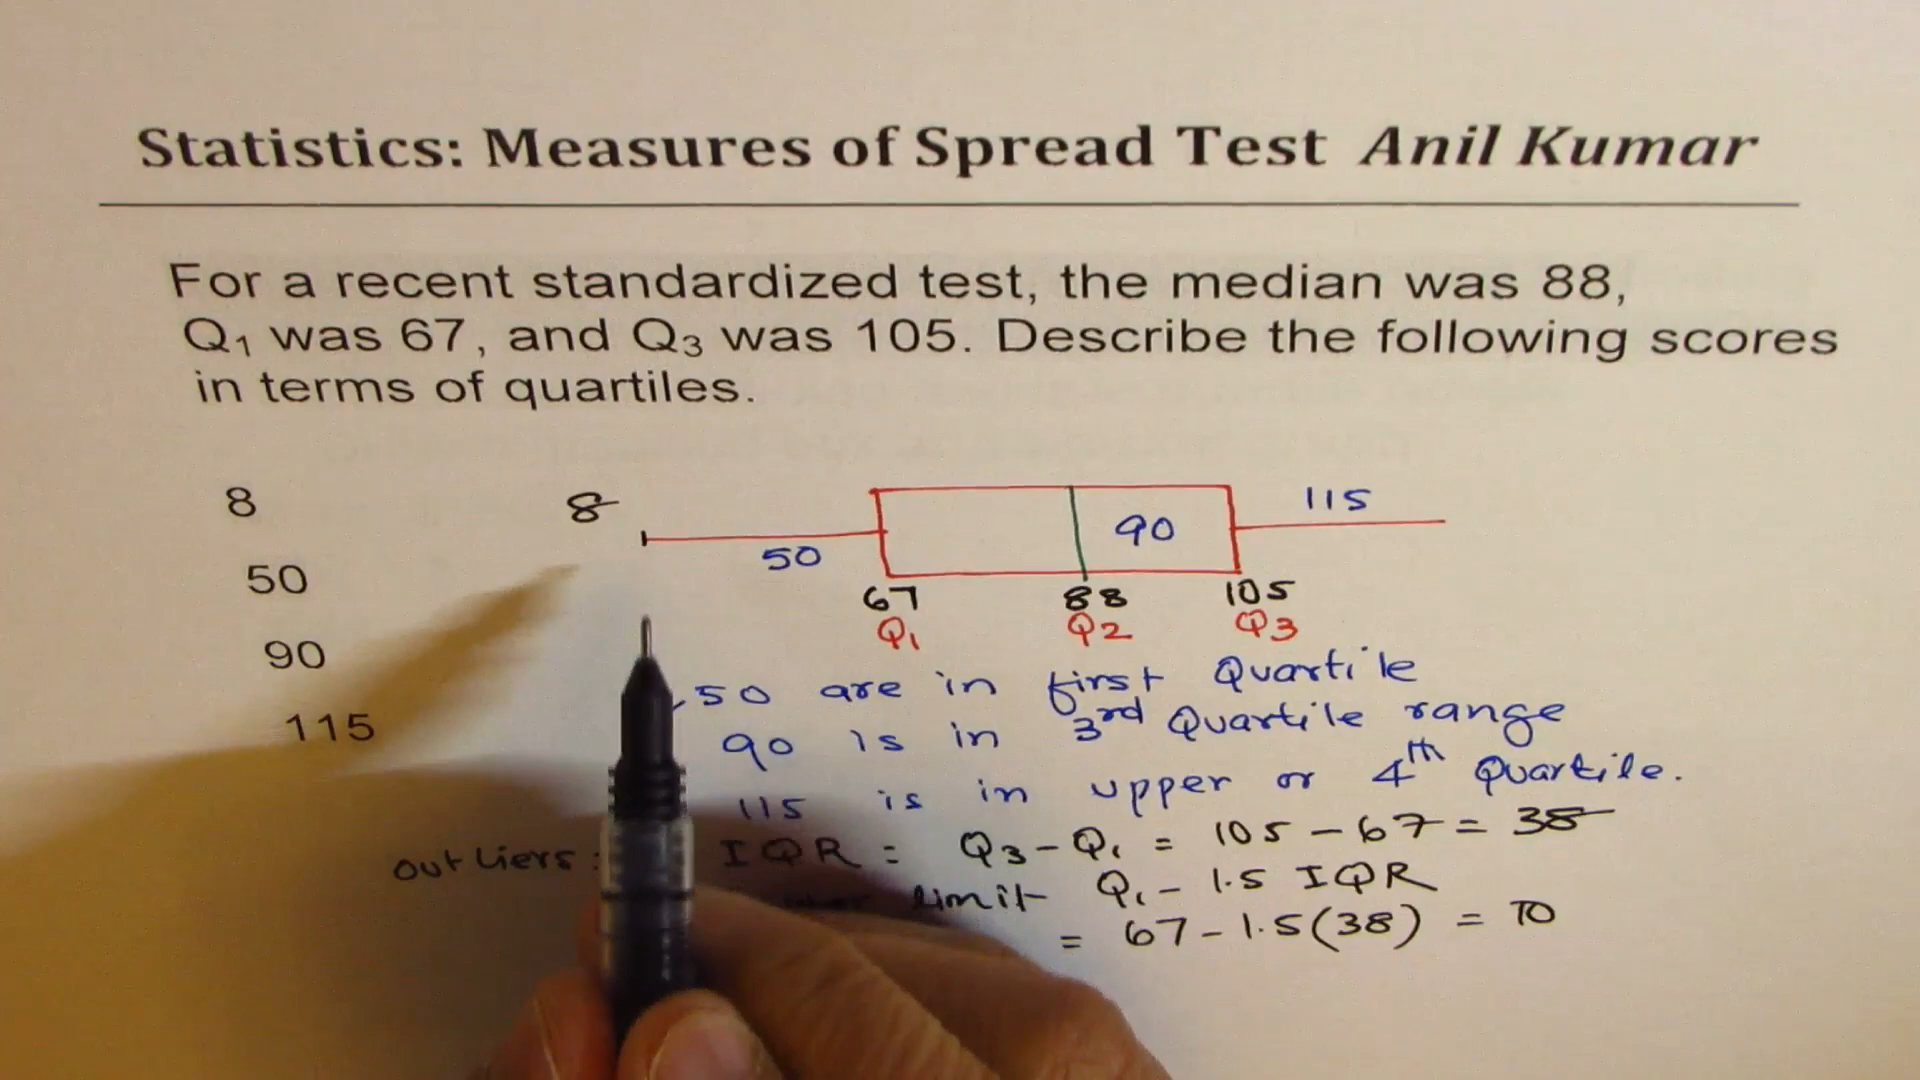 Statistics: Measures of Spread Test Anil Kumar
For a recent standardized test, the median was 88,
Q1 was 67, and Q3 was 105. Describe the following scores
in terms of quartiles.
8
50
90
115
8
50
90
115
67
88
105
Q1
Q2
Q3
, 50 are in first Quartile
90 is in 3rd Quartile range
115 is in upper or 4th Quartile.
outliers: IQR = Q3 - Q1 = 105 - 67 = 38
limit Q1 - 1.5 IQR
= 67 - 1.5(38) = 10